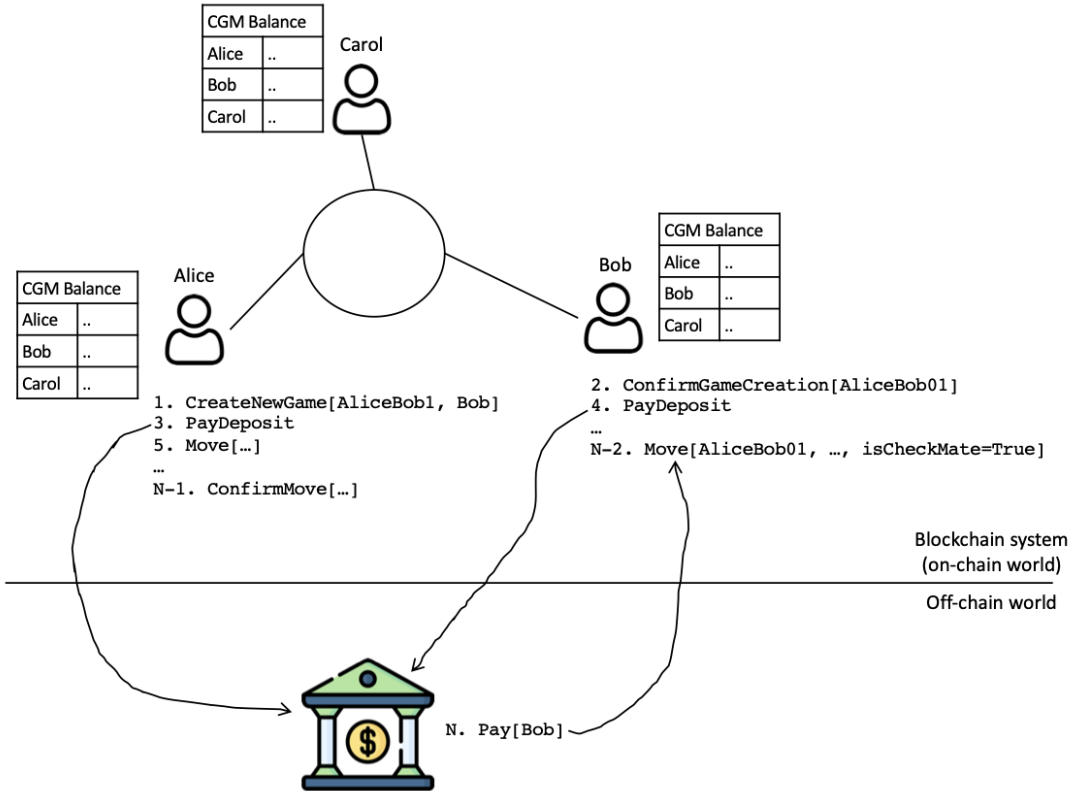 CGM Balance
Alice ..
Bob ..
Carol ..
Carol
CGM Balance
Alice ..
Bob ..
Carol ..
Bob
CGM Balance
Alice ..
Bob ..
Carol ..
Alice
1. CreateNewGame[AliceBob1, Bob]
3. PayDeposit
5. Move[…]
…
N-1. ConfirmMove[…]
2. ConfirmGameCreation[AliceBob01]
4. PayDeposit
…
N-2. Move[AliceBob01, …, isCheckMate=True]
Blockchain system
(on-chain world)
Off-chain world
$
N. Pay[Bob]